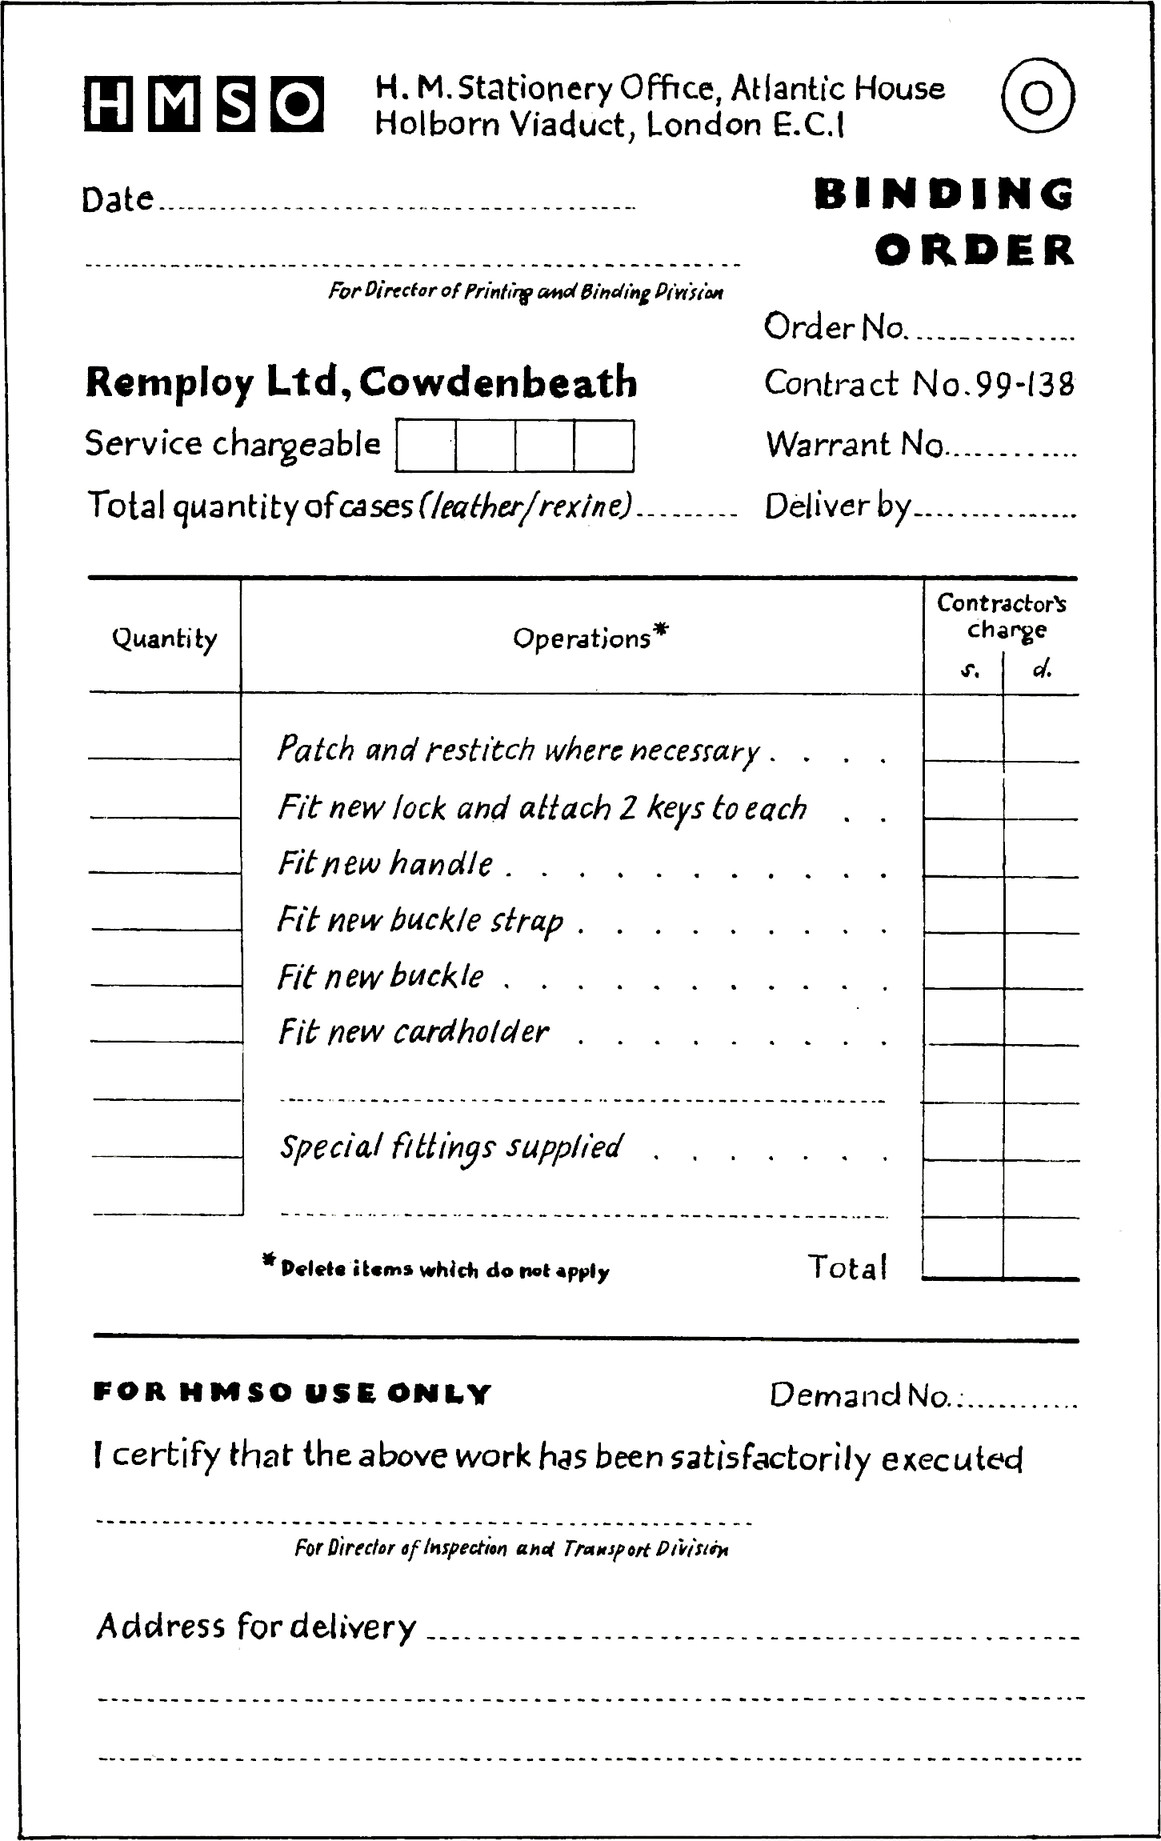 HMSO
H. M. Stationery Office, Atlantic House
Holborn Viaduct, London E.C.1
O
BINDING
ORDER
Date
For Director of Printing and Binding Division
Order No.
Remploy Ltd, Cowdenbeath
Contract No. 99-138
Service chargeable
Warrant No.
Total quantity of cases (leather/rexine)
Deliver by
Quantity
Operations*
Contractor's
charge
s. d.
Patch and restitch where necessary . . . .
Fit new lock and attach 2 keys to each . .
Fit new handle . . . . . . . . . . .
Fit new buckle strap . . . . . . . . .
Fit new buckle . . . . . . . . . . .
Fit new cardholder . . . . . . . . .
Special fittings supplied . . . . . . .
*Delete items which do not apply
Total
FOR HMSO USE ONLY
Demand No.
I certify that the above work has been satisfactorily executed
For Director of Inspection and Transport Division
Address for delivery